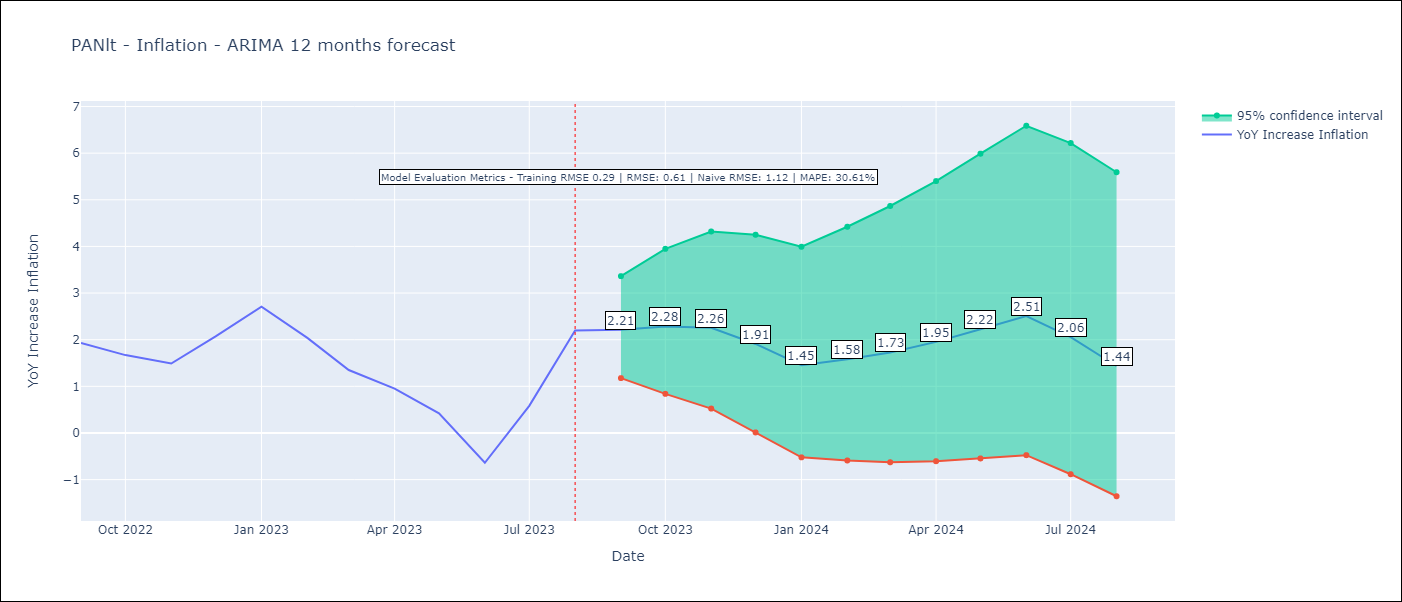 PANlt - Inflation - ARIMA 12 months forecast
95% confidence interval
YoY Increase Inflation
Model Evaluation Metrics - Training RMSE 0.29 | RMSE: 0.61 | Naive RMSE: 1.12 | MAPE: 30.61%
YoY Increase Inflation
7
6
5
4
3
2
1
0
−1
2.21
2.28
2.26
1.91
1.45
1.58
1.73
1.95
2.22
2.51
2.06
1.44
Oct 2022
Jan 2023
Apr 2023
Jul 2023
Oct 2023
Jan 2024
Apr 2024
Jul 2024
Date